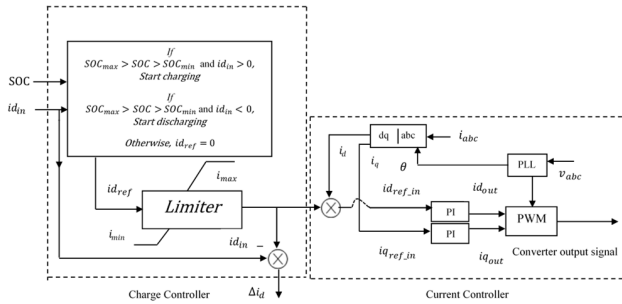 If
SOC_max > SOC > SOC_min and id_in > 0,
Start charging
If
SOC_max > SOC > SOC_min and id_in < 0,
Start discharging
Otherwise, id_ref = 0
SOC
id_in
id_ref
i_max
Limiter
i_min
id_in
−
Δi_d
Charge Controller
dq | abc
i_abc
i_d
i_q
θ
PLL
v_abc
id_ref_in
id_out
PI
PI
PWM
iq_ref_in
iq_out
Converter output signal
Current Controller